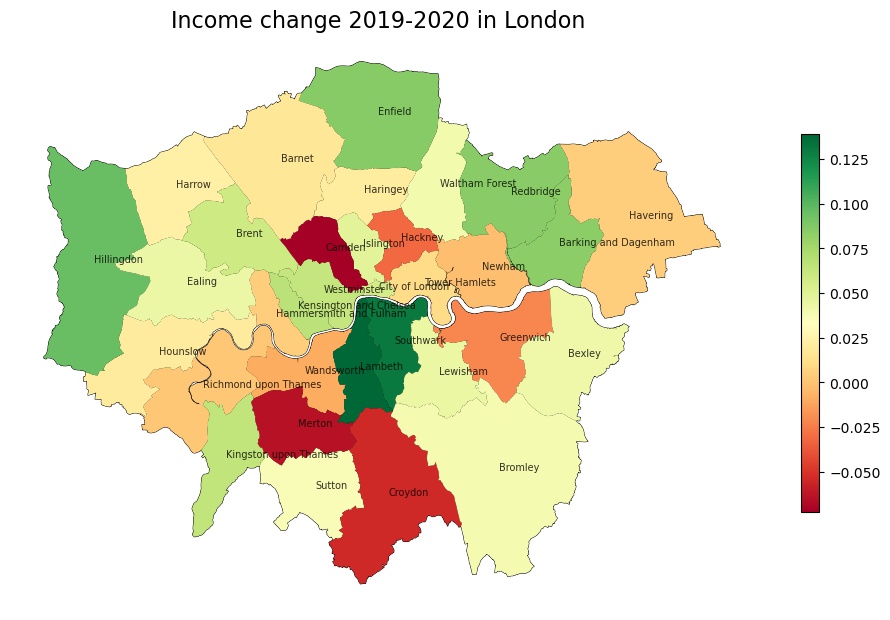 Income change 2019-2020 in London
Enfield
Barnet
Harrow
Haringey
Waltham Forest
Redbridge
Havering
Brent
Camden
Islington
Hackney
Barking and Dagenham
Hillingdon
Newham
Ealing
Westminster
City of London
Tower Hamlets
Kensington and Chelsea
Hammersmith and Fulham
Hounslow
Southwark
Greenwich
Bexley
Wandsworth
Lambeth
Lewisham
Richmond upon Thames
Merton
Kingston upon Thames
Sutton
Croydon
Bromley
0.125
0.100
0.075
0.050
0.025
0.000
−0.025
−0.050